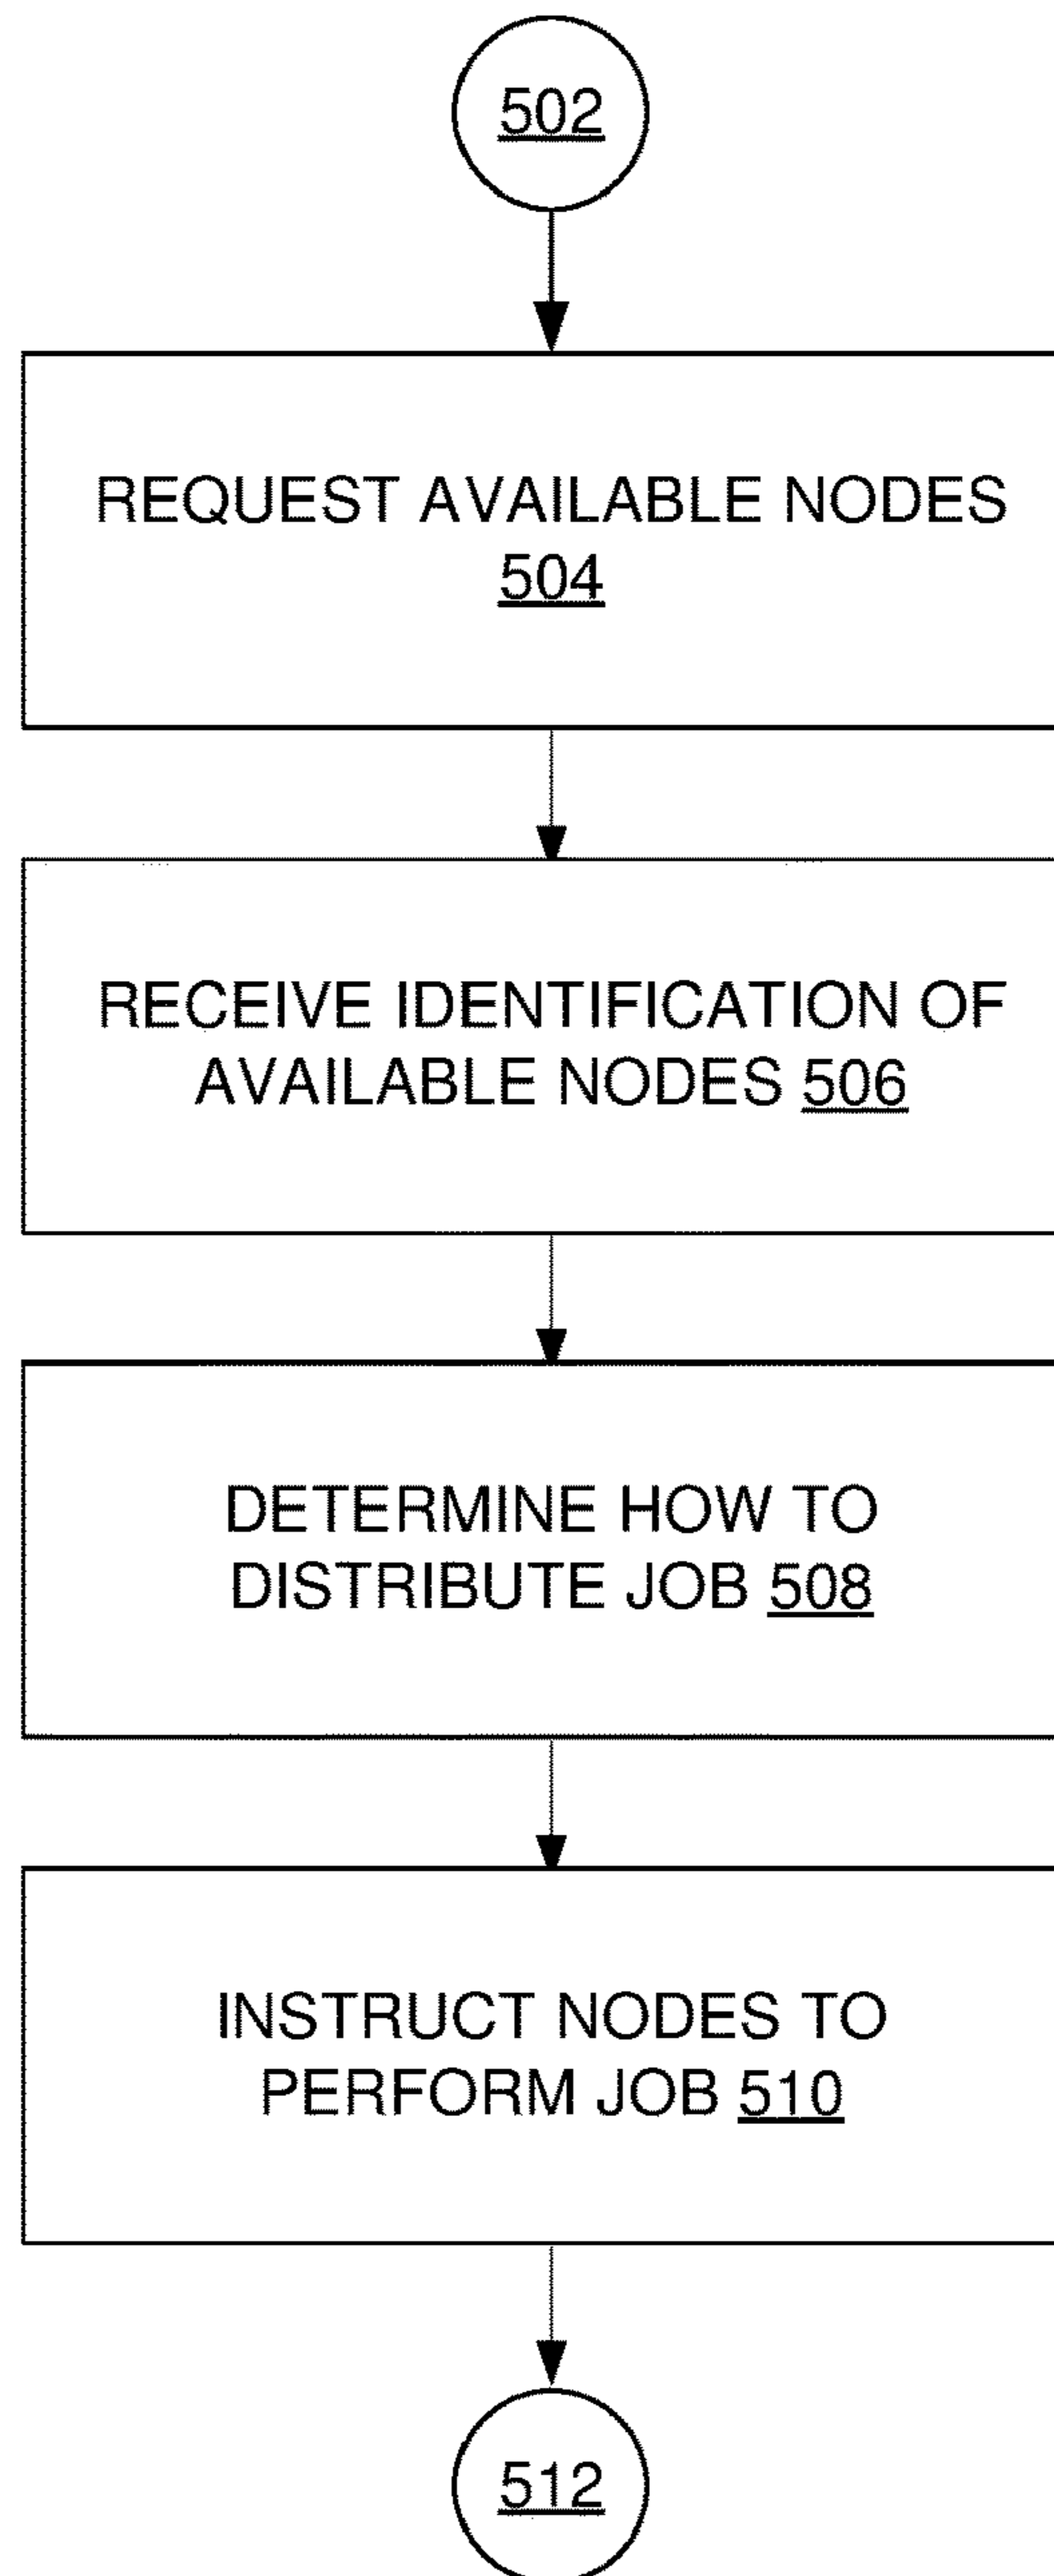 502
REQUEST AVAILABLE NODES
504
RECEIVE IDENTIFICATION OF
AVAILABLE NODES 506
DETERMINE HOW TO
DISTRIBUTE JOB 508
INSTRUCT NODES TO
PERFORM JOB 510
512